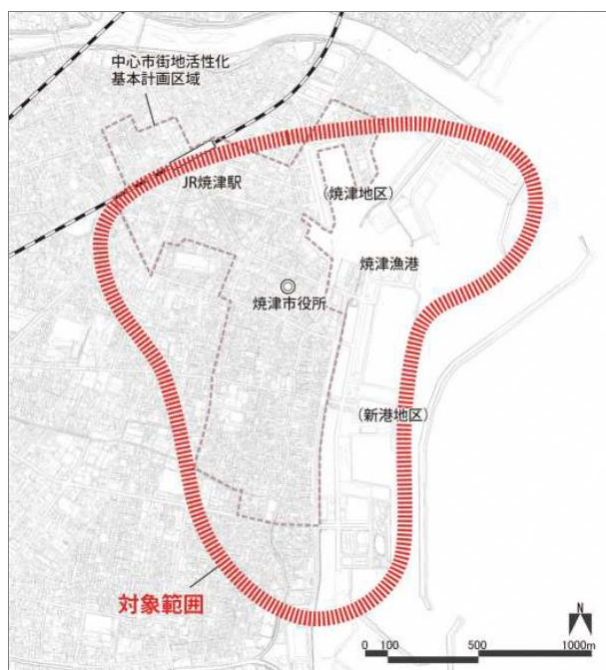 中心市街地活性化
基本計画区域
JR焼津駅
(焼津地区)
焼津漁港
焼津市役所
(新港地区)
対象範囲
N
0 100 500 1000m